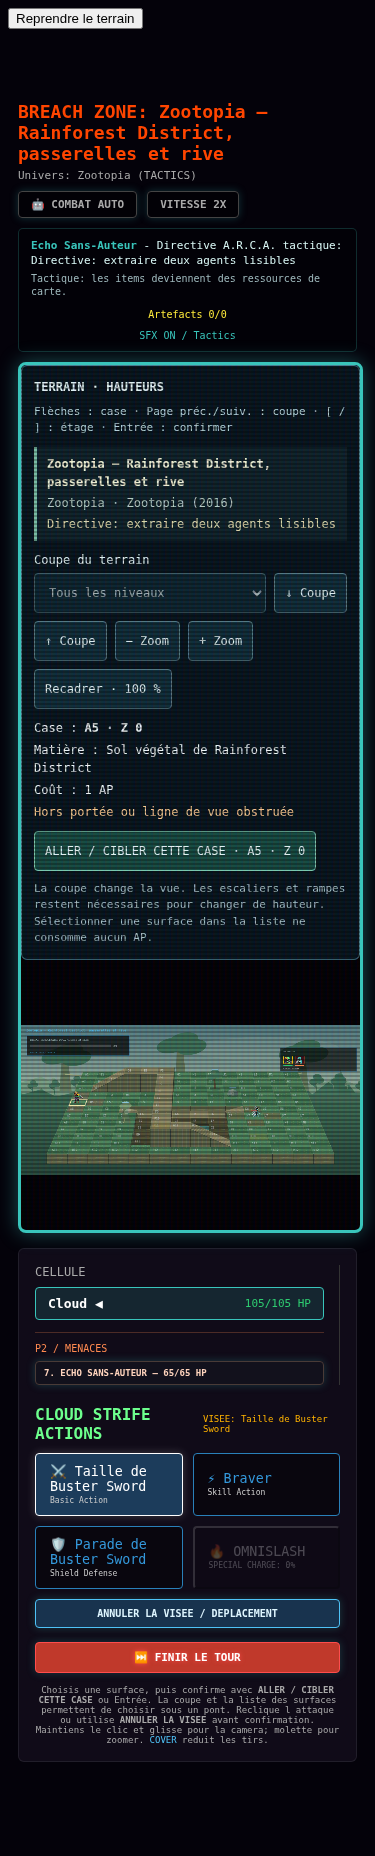 Reprendre le terrain
BREACH ZONE: Zootopia —
Rainforest District,
passerelles et rive
Univers: Zootopia (TACTICS)
🤖 COMBAT AUTO
VITESSE 2X
Echo Sans-Auteur - Directive A.R.C.A. tactique:
Directive: extraire deux agents lisibles
Tactique: les items deviennent des ressources de
carte.
Artefacts 0/0
SFX ON / Tactics
TERRAIN · HAUTEURS
Flèches : case · Page préc./suiv. : coupe · [ /
] : étage · Entrée : confirmer
Zootopia — Rainforest District,
passerelles et rive
Zootopia · Zootopia (2016)
Directive: extraire deux agents lisibles
Coupe du terrain
Tous les niveaux
↓ Coupe
↑ Coupe
− Zoom
+ Zoom
Recadrer · 100 %
Case : A5 · Z 0
Matière : Sol végétal de Rainforest
District
Coût : 1 AP
Hors portée ou ligne de vue obstruée
ALLER / CIBLER CETTE CASE · A5 · Z 0
La coupe change la vue. Les escaliers et rampes
restent nécessaires pour changer de hauteur.
Sélectionner une surface dans la liste ne
consomme aucun AP.
CELLULE
Cloud ◀
105/105 HP
P2 / MENACES
7. ECHO SANS-AUTEUR — 65/65 HP
CLOUD STRIFE
ACTIONS
VISEE: Taille de Buster
Sword
⚔️ Taille de
Buster Sword
Basic Action
⚡ Braver
Skill Action
🛡️ Parade de
Buster Sword
Shield Defense
🔥 OMNISLASH
SPECIAL CHARGE: 0%
ANNULER LA VISEE / DEPLACEMENT
⏩ FINIR LE TOUR
Choisis une surface, puis confirme avec ALLER / CIBLER
CETTE CASE ou Entrée. La coupe et la liste des surfaces
permettent de choisir sous un pont. Reclique l attaque
ou utilise ANNULER LA VISEE avant confirmation.
Maintiens le clic et glisse pour la camera; molette pour
zoomer. COVER reduit les tirs.